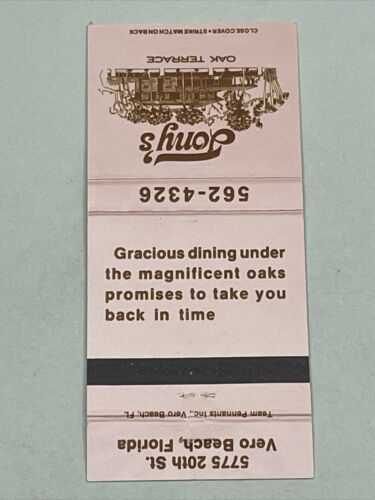 CLOSE COVER • STRIKE MATCH ON BACK
OAK TERRACE
Tony's
562-4326
Gracious dining under
the magnificent oaks
promises to take you
back in time
Team Pennants Inc., Vero Beach, FL
5775 20th St.
Vero Beach, Florida